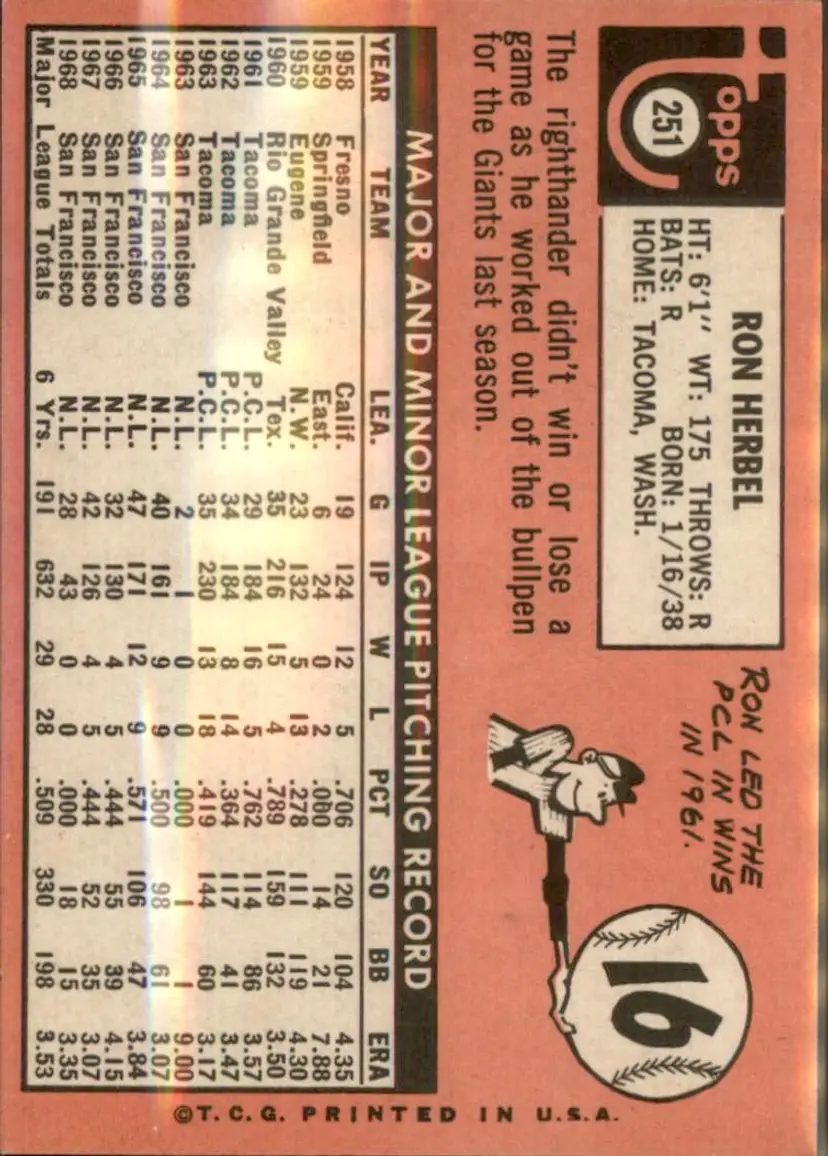 Topps
251
RON HERBEL
HT: 6'1" WT: 175 THROWS: R
BATS: R BORN: 1/16/38
HOME: TACOMA, WASH.
The righthander didn't win or lose a
game as he worked out of the bullpen
for the Giants last season.
RON LED THE
PCL IN WINS
IN 1961.
16
MAJOR AND MINOR LEAGUE PITCHING RECORD
YEAR TEAM LEA. G IP W L PCT SO BB ERA
1958 Fresno Calif. 19 124 12 5 .706 120 104 4.35
1959 Springfield East. 6 24 0 2 .000 14 21 7.88
1959 Eugene N.W. 23 132 5 13 .278 111 119 4.30
1960 Rio Grande Valley Tex. 35 216 15 4 .789 159 132 3.50
1961 Tacoma P.C.L. 29 184 16 5 .762 114 86 3.57
1962 Tacoma P.C.L. 34 184 8 14 .364 117 41 3.47
1963 Tacoma P.C.L. 35 230 13 18 .419 144 60 3.17
1963 San Francisco N.L. 2 1 0 0 .000 1 1 9.00
1964 San Francisco N.L. 40 161 9 9 .500 98 61 3.07
1965 San Francisco N.L. 47 171 12 9 .571 106 47 3.84
1966 San Francisco N.L. 32 130 4 5 .444 55 39 4.15
1967 San Francisco N.L. 42 126 4 5 .444 52 35 3.07
1968 San Francisco N.L. 28 43 0 0 .000 18 15 3.35
Major League Totals 6 Yrs. 191 632 29 28 .509 330 198 3.53
©T.C.G. PRINTED IN U.S.A.